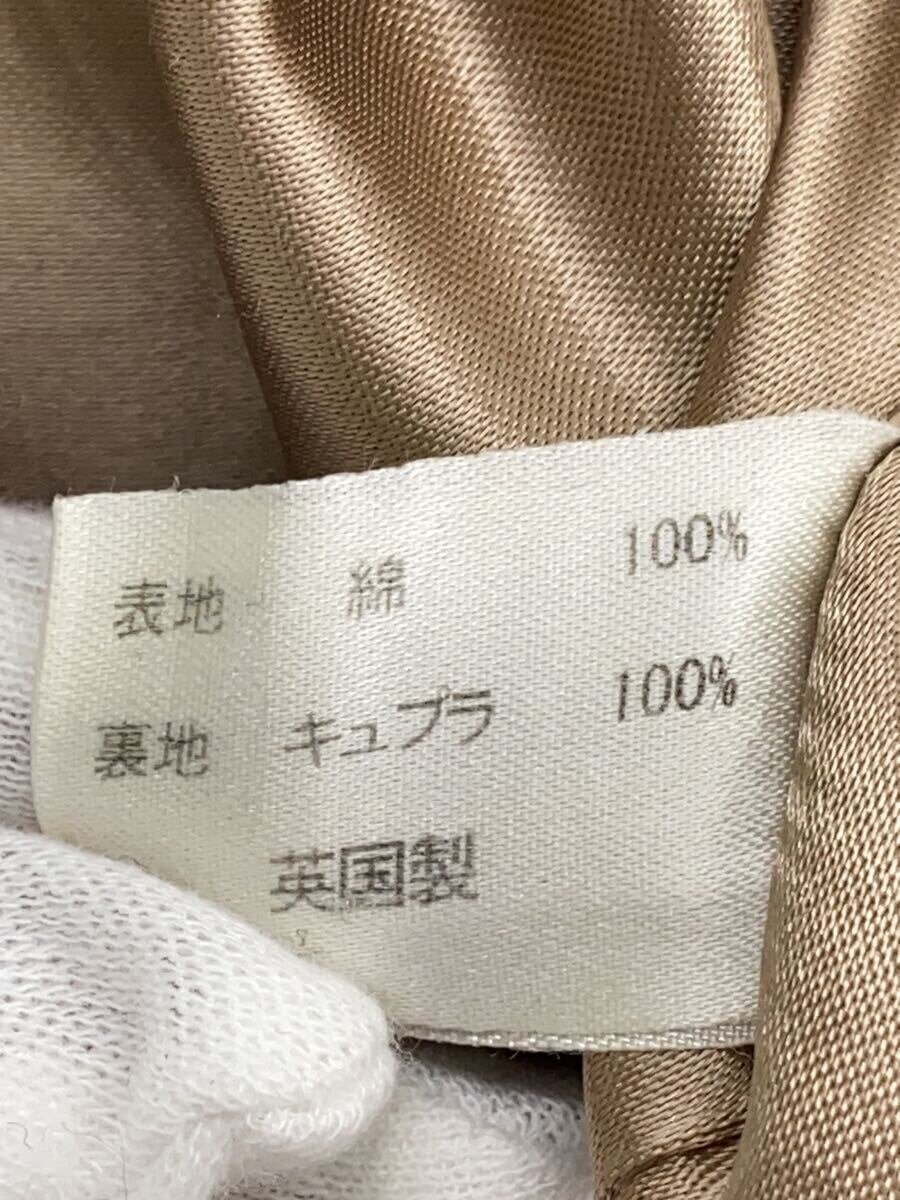 表地 綿 100%
裏地 キュプラ 100%
英国製